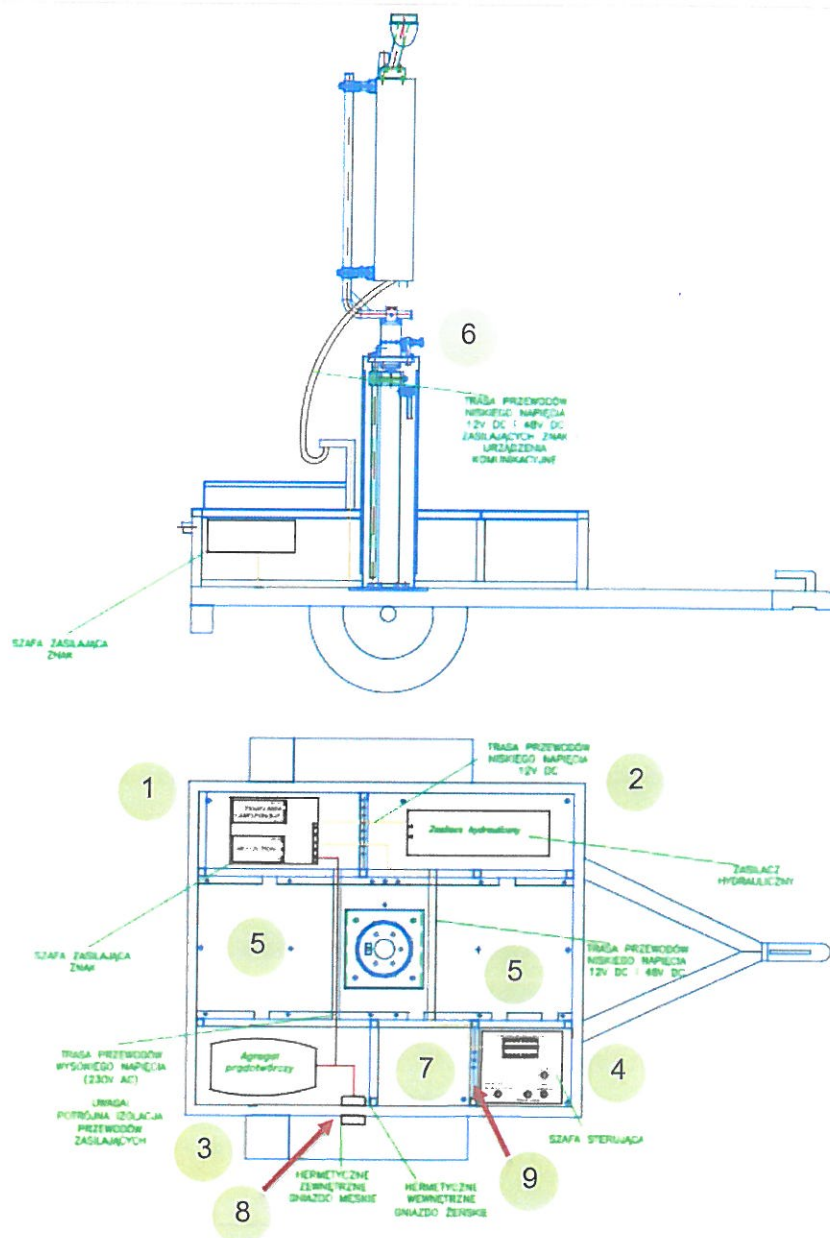 6
TRASA PRZEWODÓW
NISKIEGO NAPIĘCIA
12V DC I 48V DC
ZASILAJĄCYCH ZNAK
URZĄDZENIA
KOMUNIKACYJNE
SZAFA ZASILAJĄCA
ZNAK
TRASA PRZEWODÓW
NISKIEGO NAPIĘCIA
12V DC
1
2
Zasilacz hydrauliczny
ZASILACZ
HYDRAULICZNY
5
5
SZAFA ZASILAJĄCA
ZNAK
TRASA PRZEWODÓW
NISKIEGO NAPIĘCIA
12V DC I 48V DC
TRASA PRZEWODÓW
WYSOKIEGO NAPIĘCIA
(230V AC)
UWAGA!
POTRÓJNA IZOLACJA
PRZEWODÓW
ZASILAJĄCYCH
Agregat
prądotwórczy
7
4
SZAFA STERUJĄCA
3
8
HERMETYCZNE
ZEWNĘTRZNE
GNIAZDO MĘSKIE
HERMETYCZNE
WEWNĘTRZNE
GNIAZDO ŻEŃSKIE
9